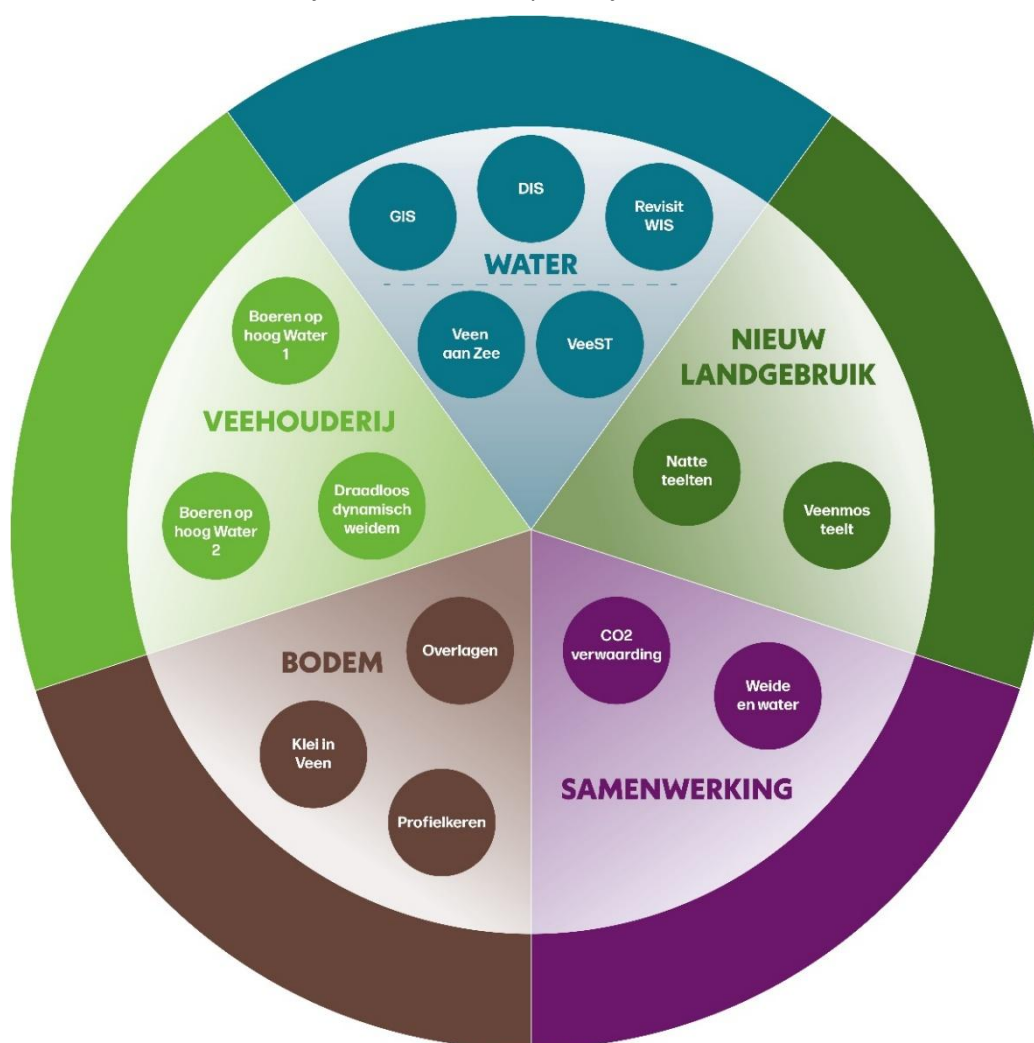 GIS
DIS
Revisit
WIS
WATER
Veen
aan Zee
VeeST
NIEUW
LANDGEBRUIK
Natte
teelten
Veenmos
teelt
CO2
verwaarding
Weide
en water
SAMENWERKING
BODEM
Overlagen
Klei in
Veen
Profielkeren
Boeren op
hoog Water
1
VEEHOUDERIJ
Boeren op
hoog Water
2
Draadloos
dynamisch
weidem